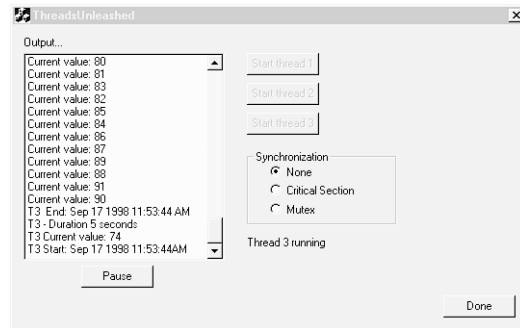 ThreadsUnleashed
Output...
Current value: 80
Current value: 81
Current value: 83
Current value: 82
Current value: 85
Current value: 84
Current value: 86
Current value: 87
Current value: 89
Current value: 88
Current value: 91
Current value: 90
T3 End: Sep 17 1998 11:53:44 AM
T3 - Duration 5 seconds
T3 Current value: 74
T3 Start: Sep 17 1998 11:53:44AM
Pause
Start thread 1
Start thread 2
Start thread 3
Synchronization
None
Critical Section
Mutex
Thread 3 running
Done